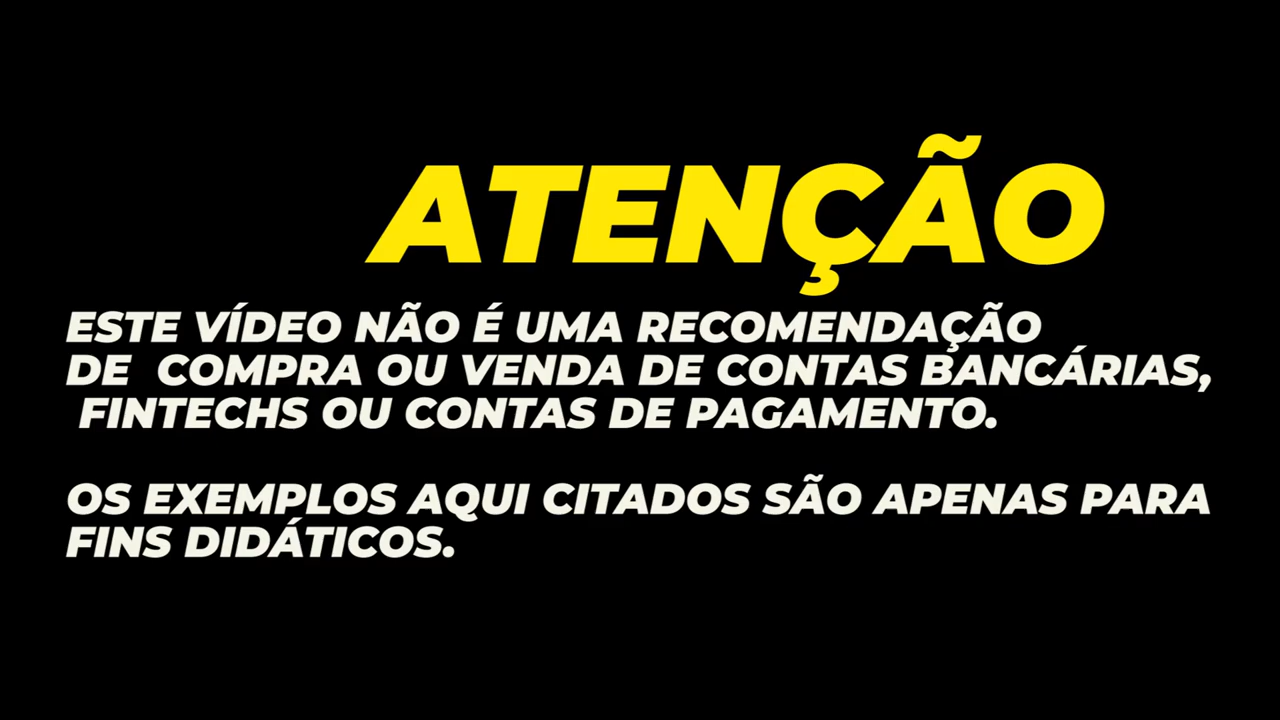 ATENÇÃO
ESTE VÍDEO NÃO É UMA RECOMENDAÇÃO
DE COMPRA OU VENDA DE CONTAS BANCÁRIAS,
FINTECHS OU CONTAS DE PAGAMENTO.
OS EXEMPLOS AQUI CITADOS SÃO APENAS PARA
FINS DIDÁTICOS.